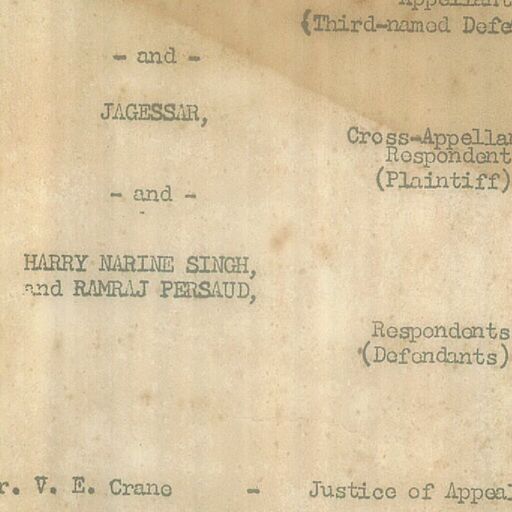 Appellant
(Third-named Defe
- and -
JAGESSAR,
Cross-Appella
Respondent
(Plaintiff)
- and -
HARRY NARINE SINGH,
and RAMRAJ PERSAUD,
Respondents
(Defendants)
r. V. E. Crane - Justice of Appeal